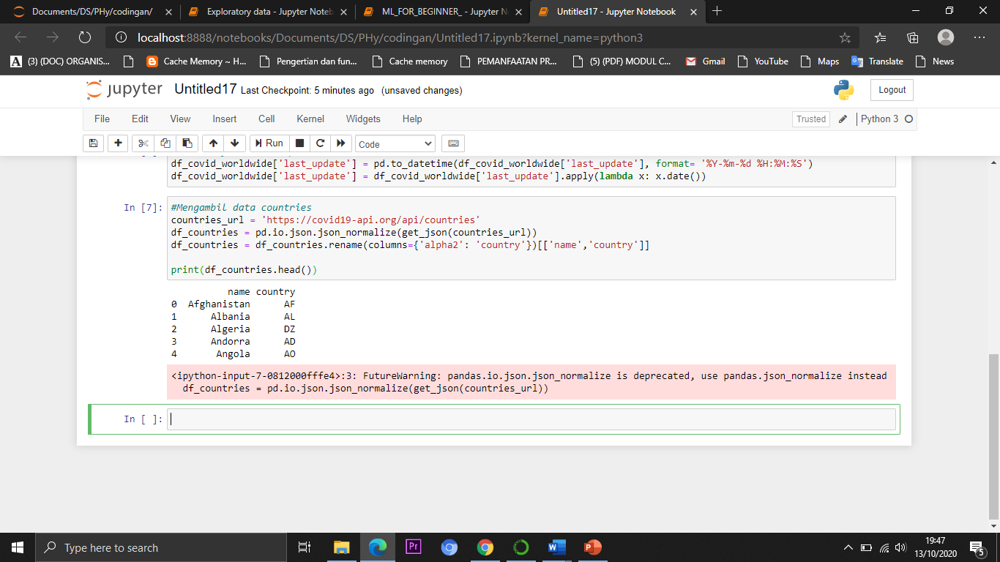 Documents/DS/PHy/codingan/
Exploratory data - Jupyter Noteb
ML_FOR_BEGINNER_ - Jupyter N
Untitled17 - Jupyter Notebook
localhost:8888/notebooks/Documents/DS/PHy/codingan/Untitled17.ipynb?kernel_name=python3
(3) (DOC) ORGANIS... Cache Memory ~ H... Pengertian dan fun... Cache memory PEMANFAATAN PR... (5) (PDF) MODUL C... Gmail YouTube Maps Translate News
jupyter Untitled17 Last Checkpoint: 5 minutes ago (unsaved changes) Logout
File Edit View Insert Cell Kernel Widgets Help Trusted Python 3
Run Code
df_covid_worldwide['last_update'] = pd.to_datetime(df_covid_worldwide['last_update'], format= '%Y-%m-%d %H:%M:%S')
df_covid_worldwide['last_update'] = df_covid_worldwide['last_update'].apply(lambda x: x.date())
In [7]: #Mengambil data countries
countries_url = 'https://covid19-api.org/api/countries'
df_countries = pd.io.json.json_normalize(get_json(countries_url))
df_countries = df_countries.rename(columns={'alpha2': 'country'})[['name','country']]
print(df_countries.head())
name country
0 Afghanistan AF
1 Albania AL
2 Algeria DZ
3 Andorra AD
4 Angola AO
<ipython-input-7-0812000fffe4>:3: FutureWarning: pandas.io.json.json_normalize is deprecated, use pandas.json_normalize instead
df_countries = pd.io.json.json_normalize(get_json(countries_url))
In [ ]:
Type here to search
Pr
19:47
13/10/2020
5